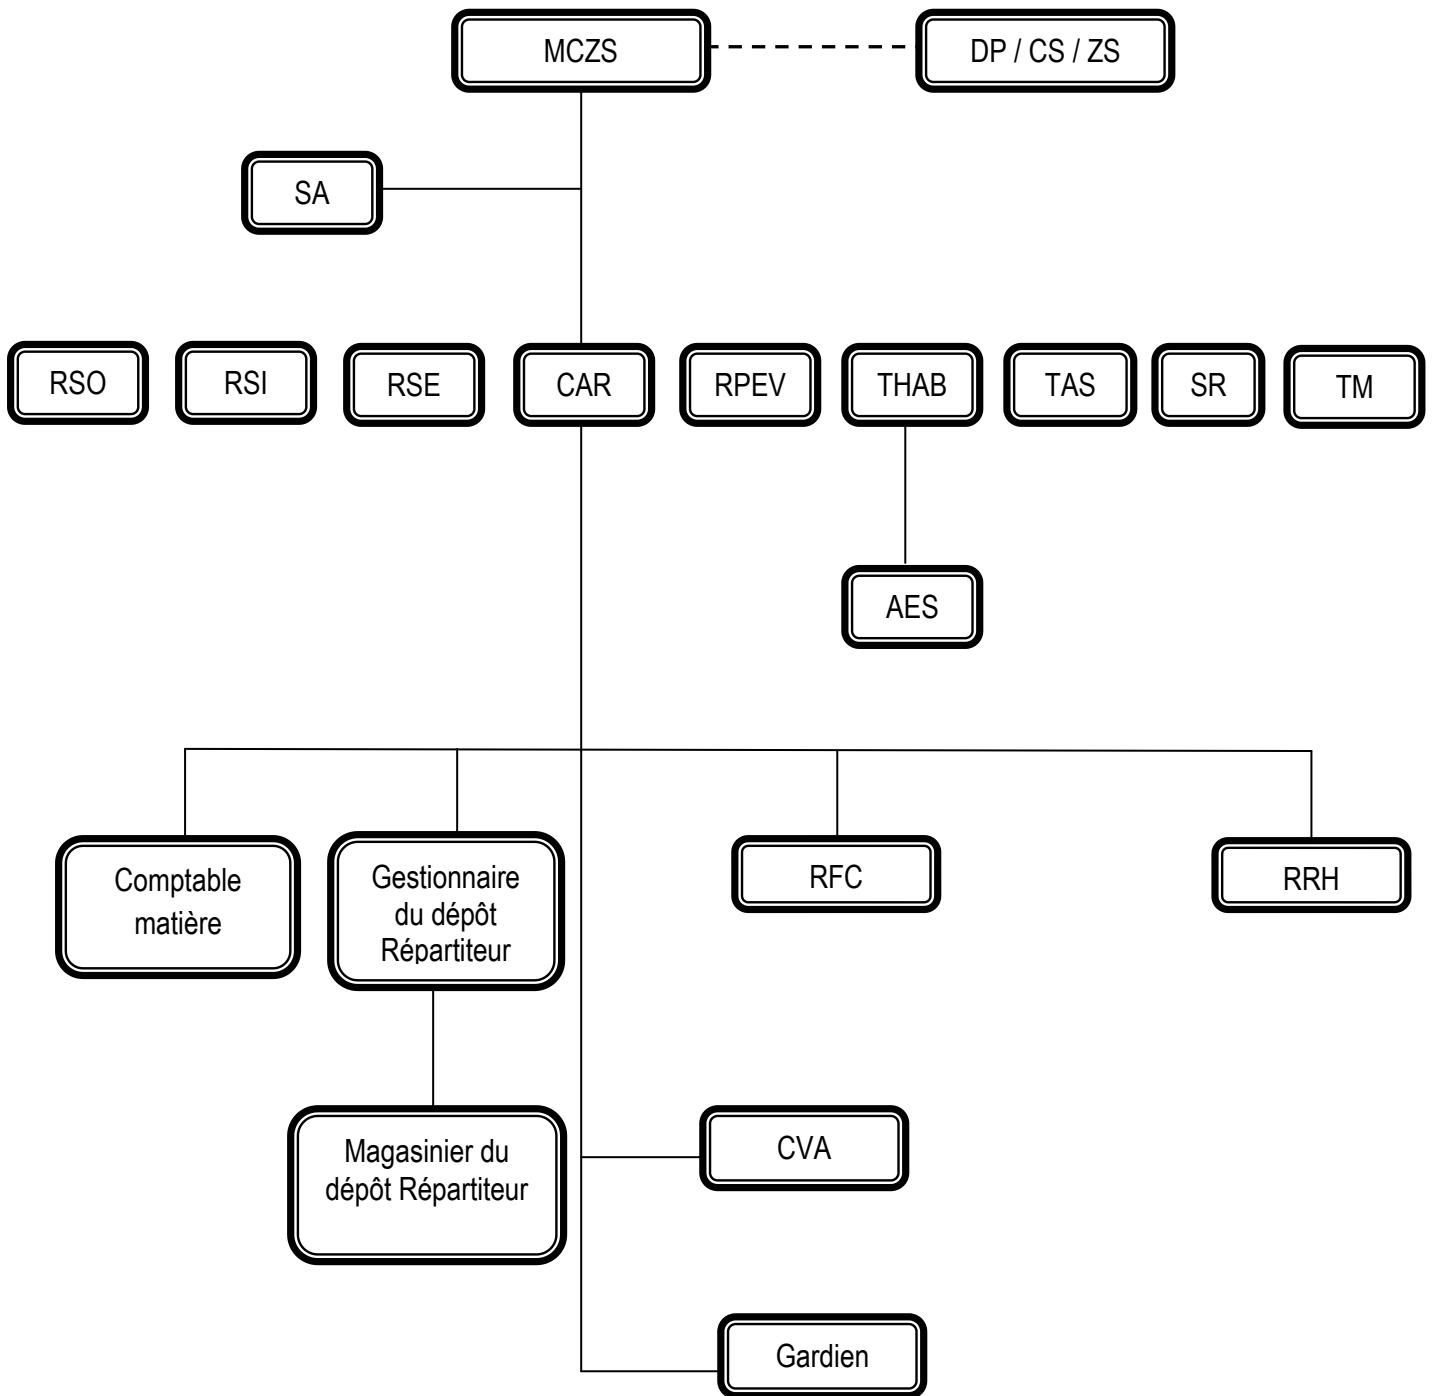 MCZS
DP / CS / ZS
SA
RSO
RSI
RSE
CAR
RPEV
THAB
TAS
SR
TM
AES
Comptable
matière
Gestionnaire
du dépôt
Répartiteur
RFC
RRH
Magasinier du
dépôt Répartiteur
CVA
Gardien